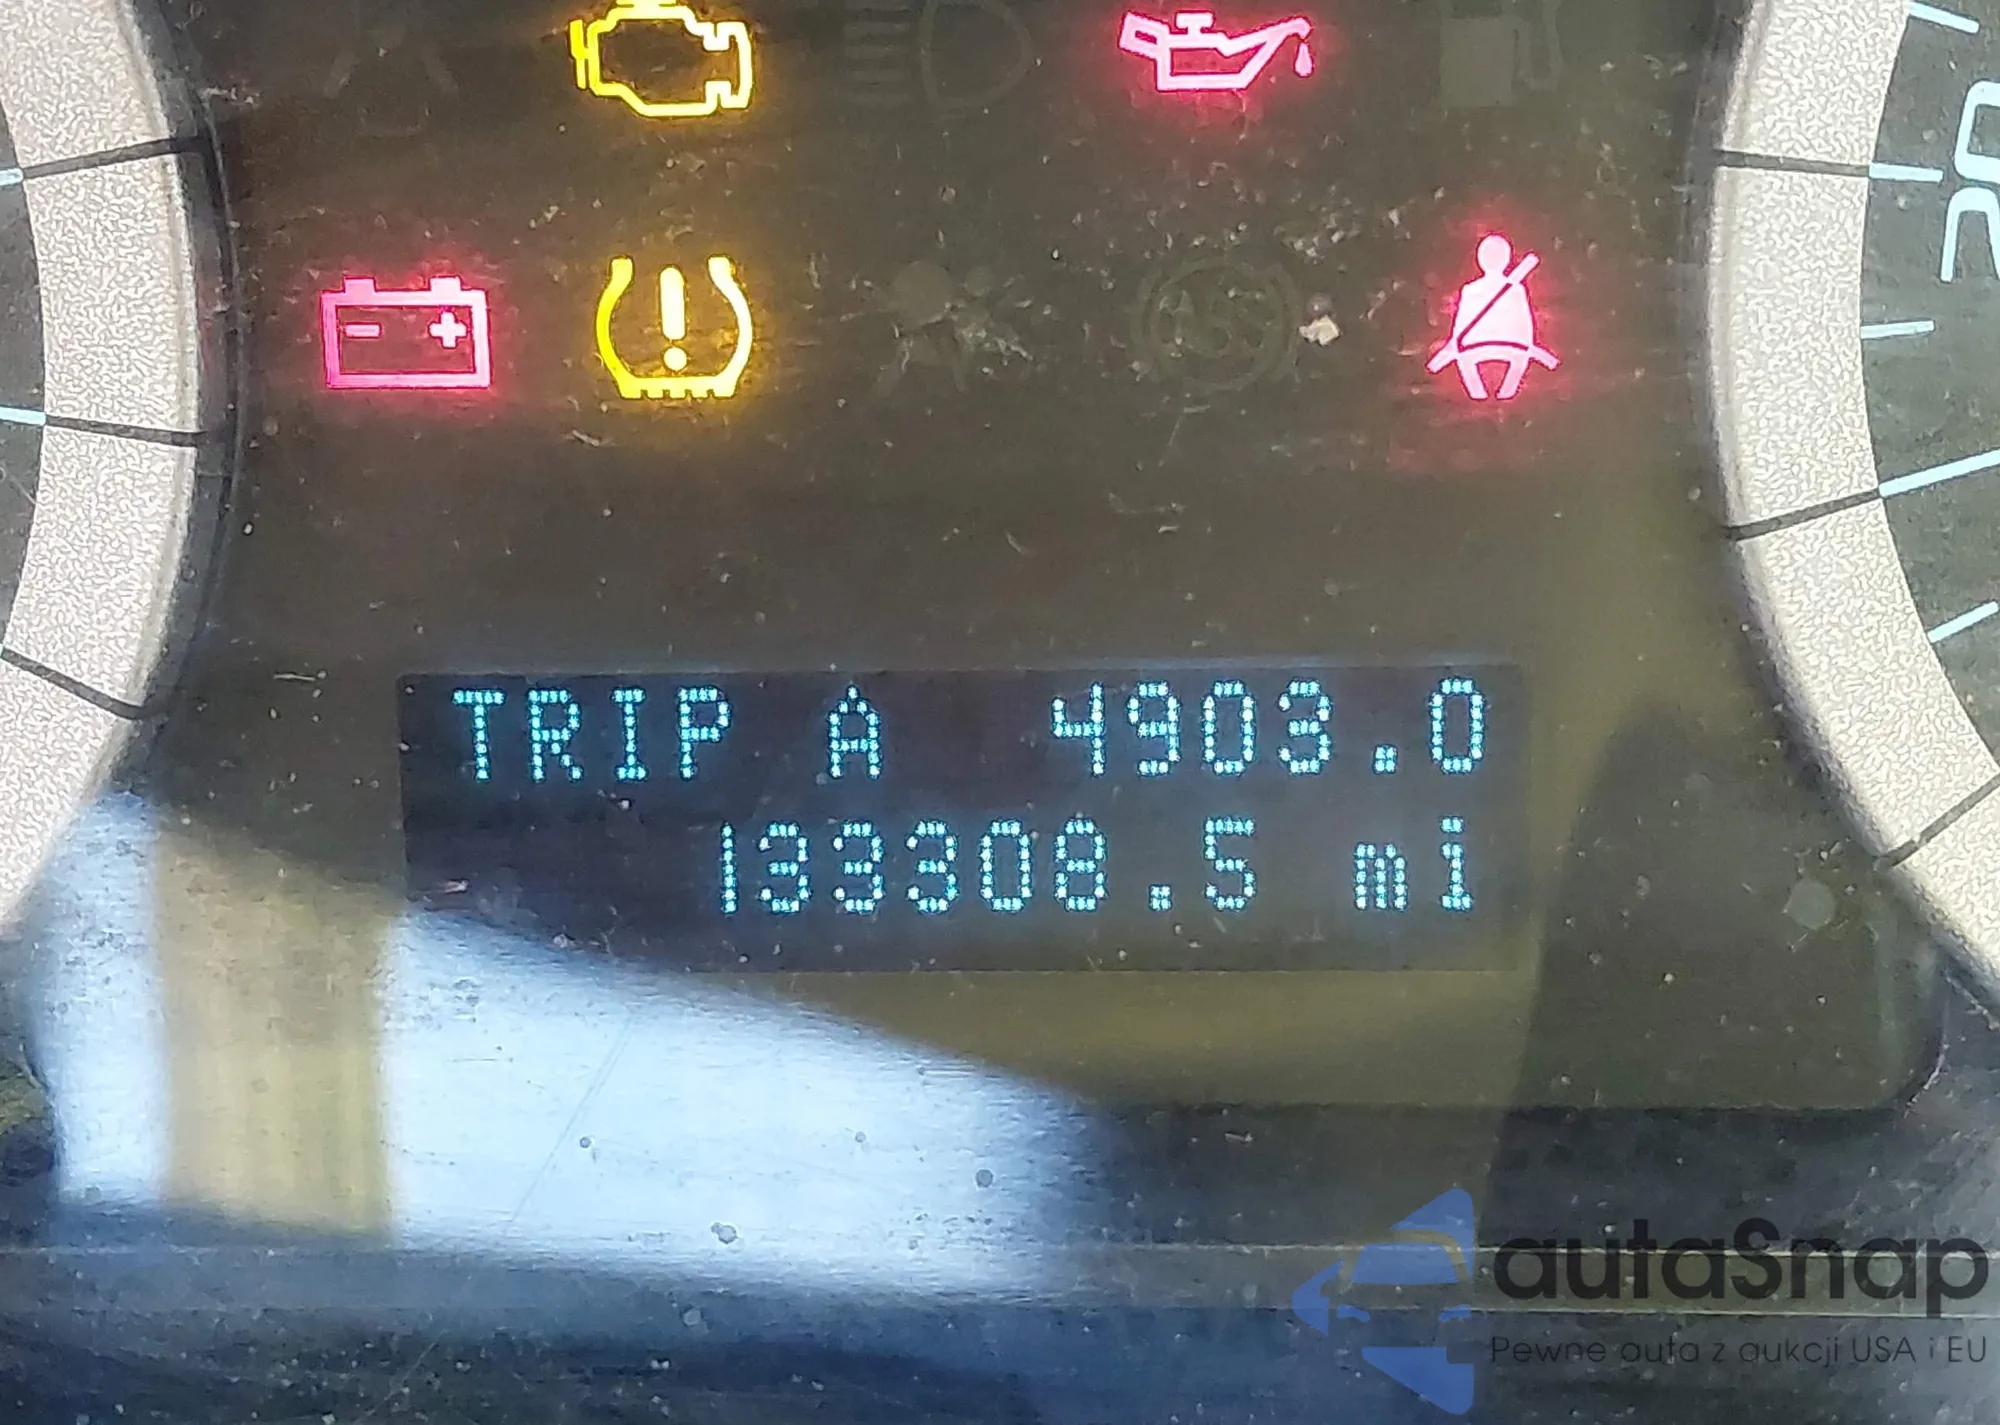 TRIP A 4903.0
133308.5 mi
autaSnap
Pewne auta z aukcji USA i EU